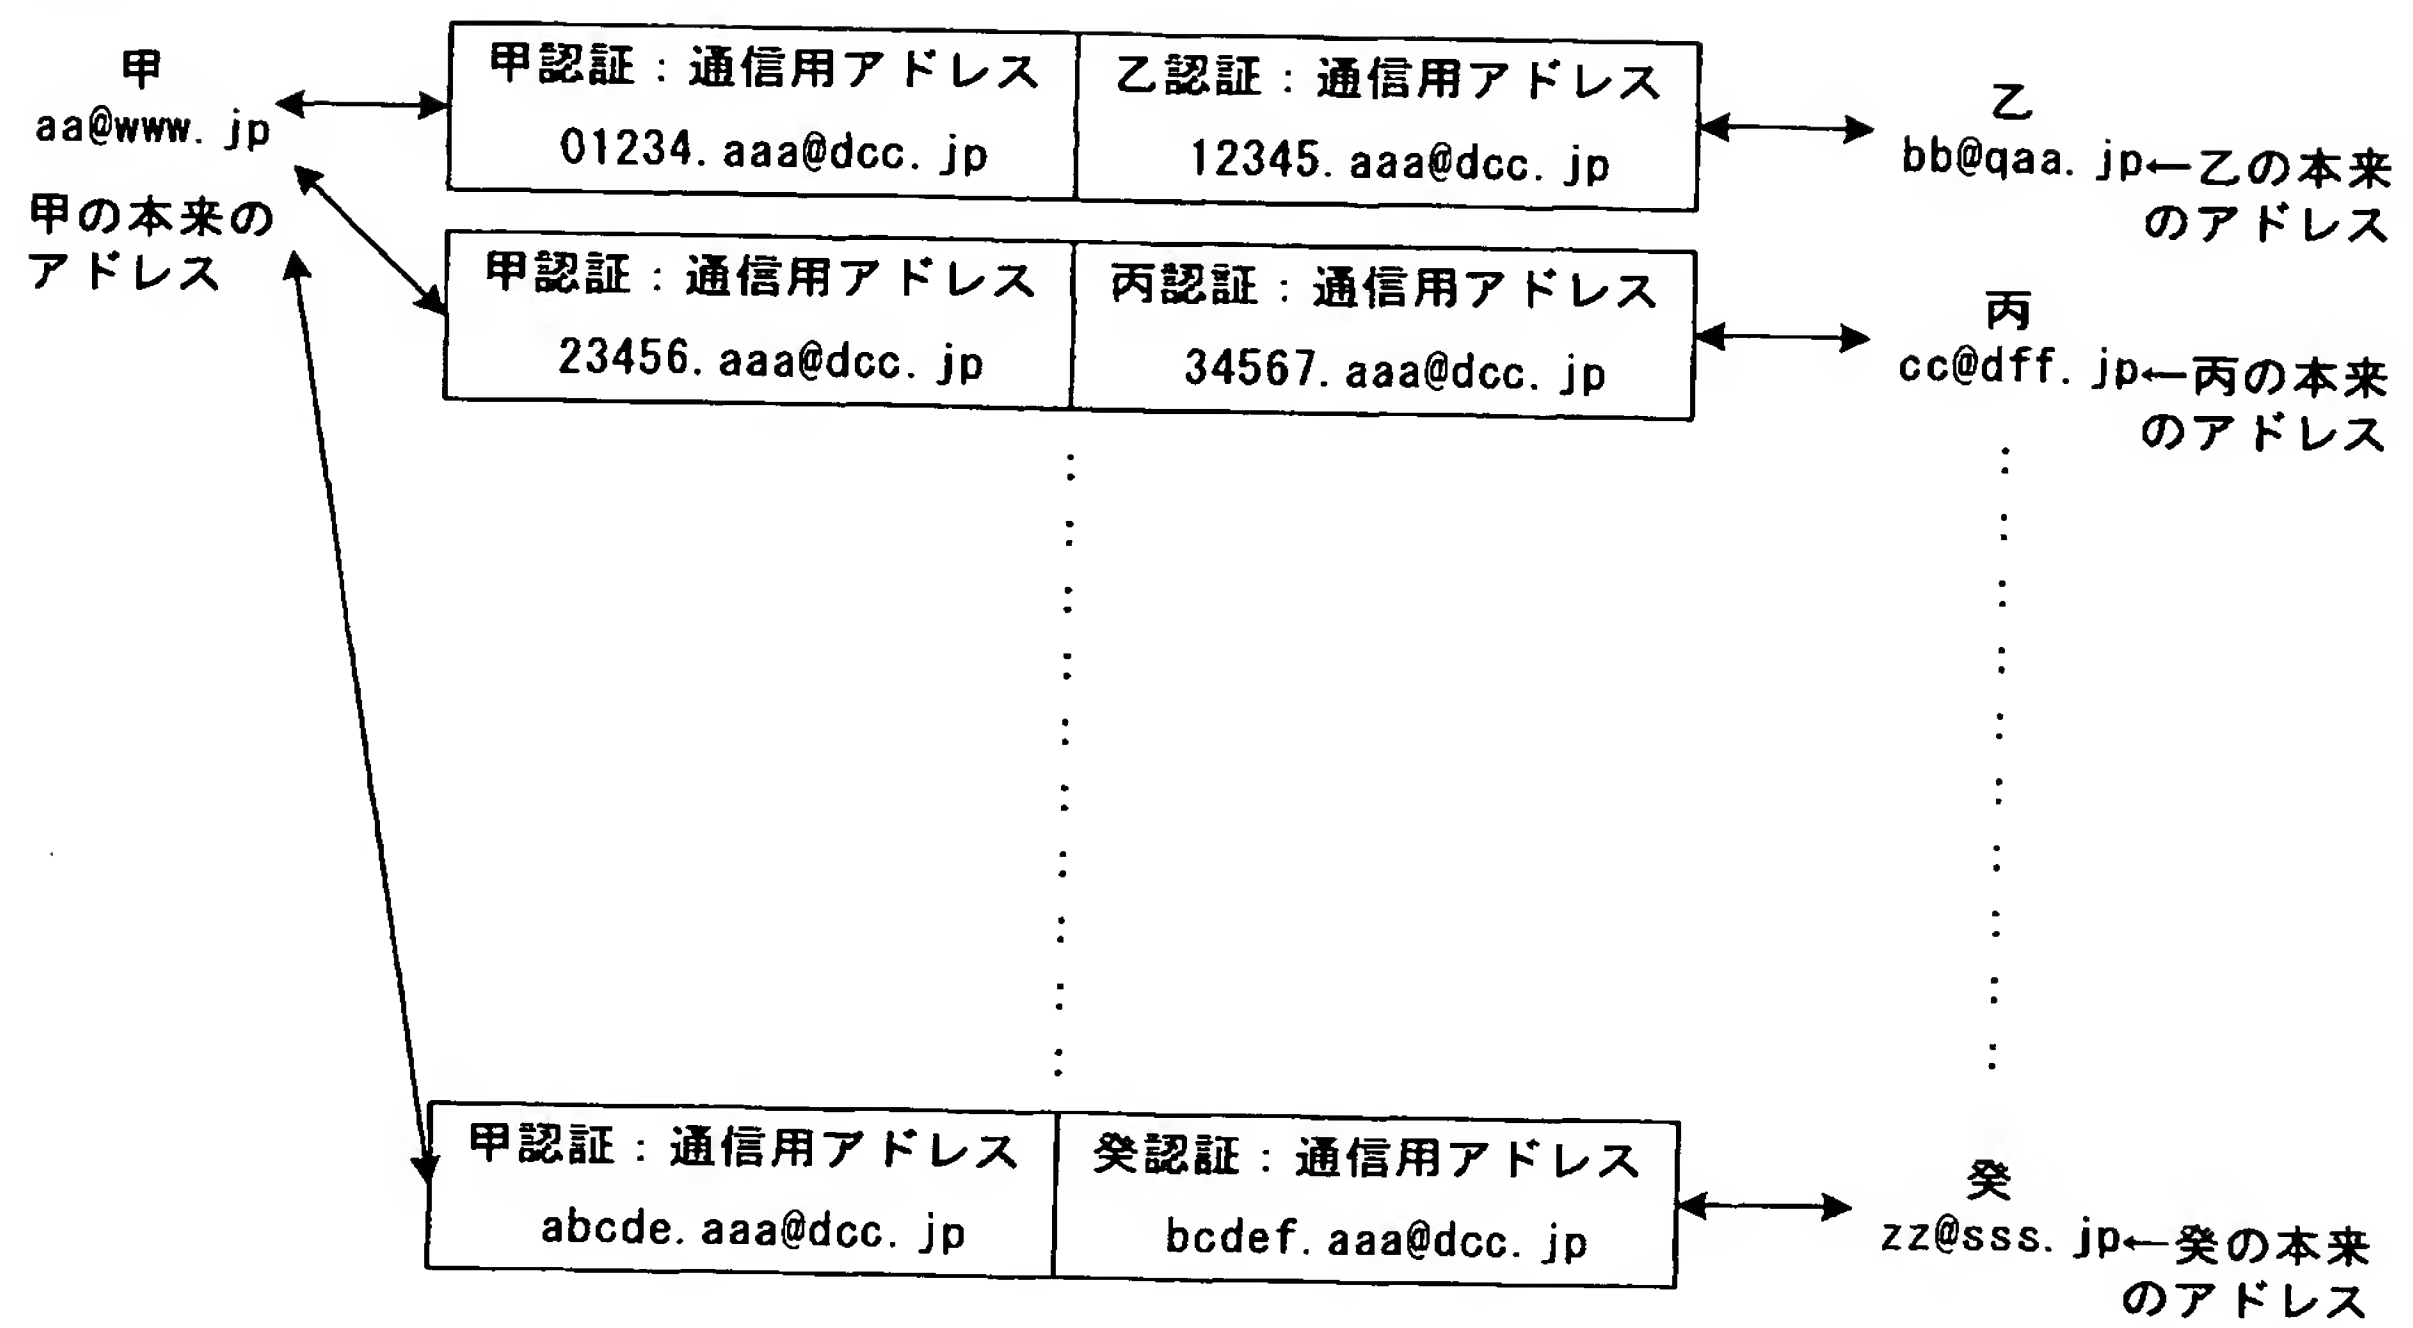 甲
aa@www.jp
甲の本来の
アドレス
甲認証：通信用アドレス
01234.aaa@dcc.jp
乙認証：通信用アドレス
12345.aaa@dcc.jp
乙
bb@qaa.jp←乙の本来
のアドレス
甲認証：通信用アドレス
23456.aaa@dcc.jp
丙認証：通信用アドレス
34567.aaa@dcc.jp
丙
cc@dff.jp←丙の本来
のアドレス
甲認証：通信用アドレス
abcde.aaa@dcc.jp
癸認証：通信用アドレス
bcdef.aaa@dcc.jp
癸
zz@sss.jp←癸の本来
のアドレス